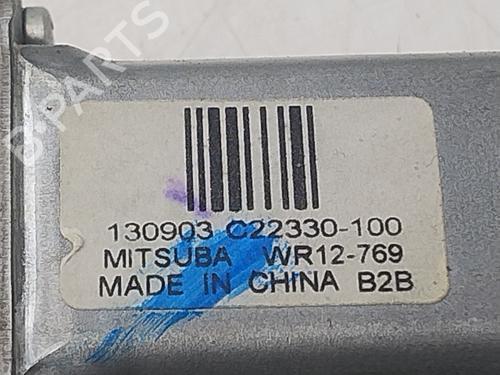 B-PARTS
130903 C22330-100
MITSUBA WR12-769
MADE IN CHINA B2B